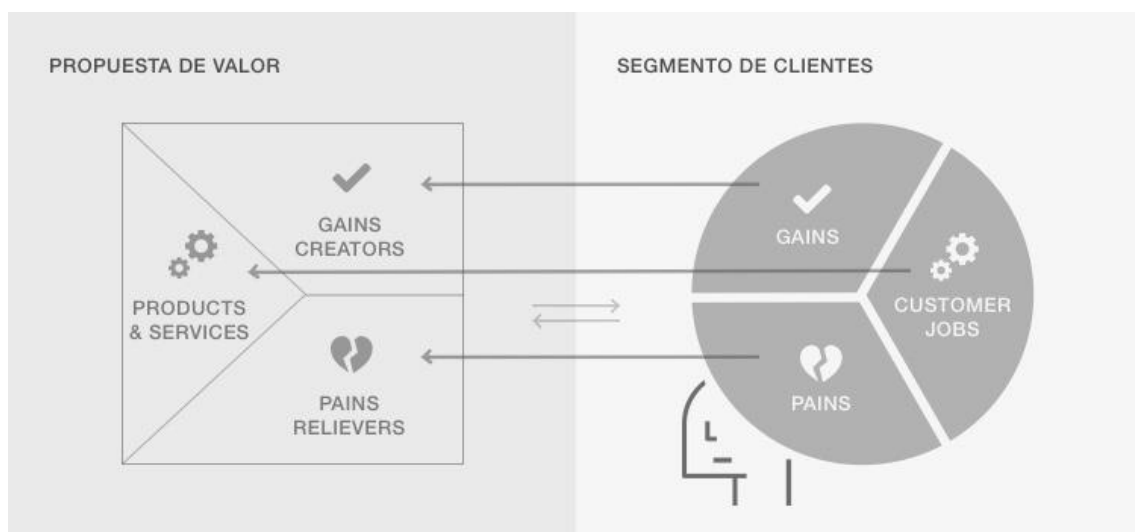 PROPUESTA DE VALOR
SEGMENTO DE CLIENTES
GAINS
CREATORS
PRODUCTS
& SERVICES
PAINS
RELIEVERS
GAINS
CUSTOMER
JOBS
PAINS